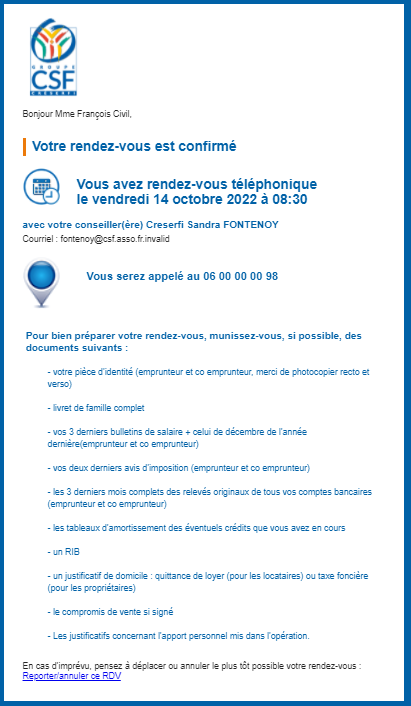 GROUPE
CSF
CRESERFI
Bonjour Mme François Civil,
Votre rendez-vous est confirmé
Vous avez rendez-vous téléphonique
le vendredi 14 octobre 2022 à 08:30
avec votre conseiller(ère) Creserfi Sandra FONTENOY
Courriel : fontenoy@csf.asso.fr.invalid
Vous serez appelé au 06 00 00 00 98
Pour bien préparer votre rendez-vous, munissez-vous, si possible, des
documents suivants :
- votre pièce d'identité (emprunteur et co emprunteur, merci de photocopier recto et
verso)
- livret de famille complet
- vos 3 derniers bulletins de salaire + celui de décembre de l'année
dernière(emprunteur et co emprunteur)
- vos deux derniers avis d'imposition (emprunteur et co emprunteur)
- les 3 derniers mois complets des relevés originaux de tous vos comptes bancaires
(emprunteur et co emprunteur)
- les tableaux d'amortissement des éventuels crédits que vous avez en cours
- un RIB
- un justificatif de domicile : quittance de loyer (pour les locataires) ou taxe foncière
(pour les propriétaires)
- le compromis de vente si signé
- Les justificatifs concernant l'apport personnel mis dans l'opération.
En cas d'imprévu, pensez à déplacer ou annuler le plus tôt possible votre rendez-vous :
Reporter/annuler ce RDV